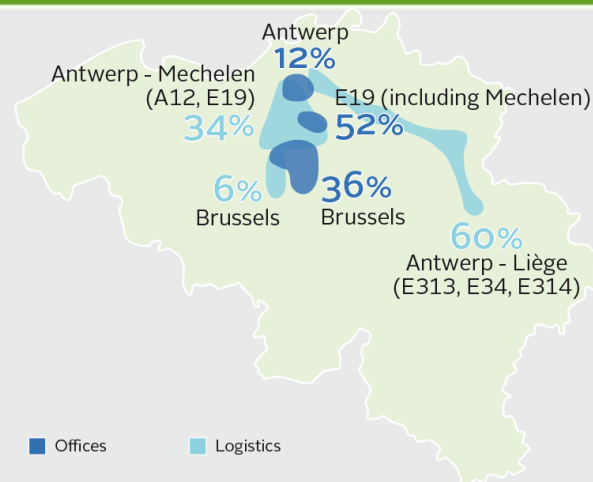 Antwerp
12%
Antwerp - Mechelen
(A12, E19)
34%
E19 (including Mechelen)
52%
6%
Brussels
36%
Brussels
60%
Antwerp - Liège
(E313, E34, E314)
Offices
Logistics